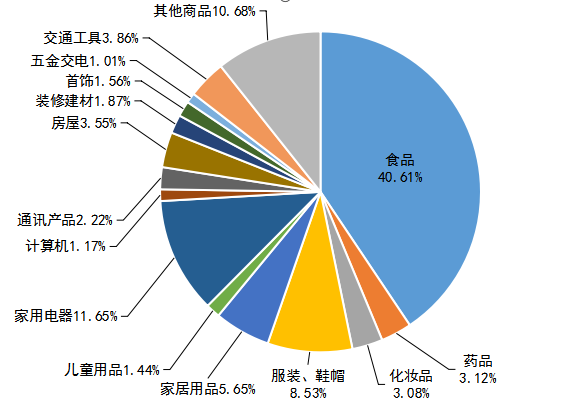 其他商品10.68%
交通工具3.86%
五金交电1.01%
首饰1.56%
装修建材1.87%
房屋3.55%
食品
40.61%
通讯产品2.22%
计算机1.17%
家用电器11.65%
儿童用品1.44%
家居用品5.65%
服装、鞋帽
8.53%
化妆品
3.08%
药品
3.12%